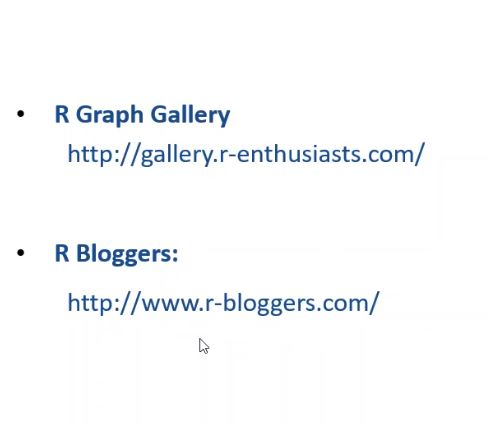 • R Graph Gallery
http://gallery.r-enthusiasts.com/
• R Bloggers:
http://www.r-bloggers.com/